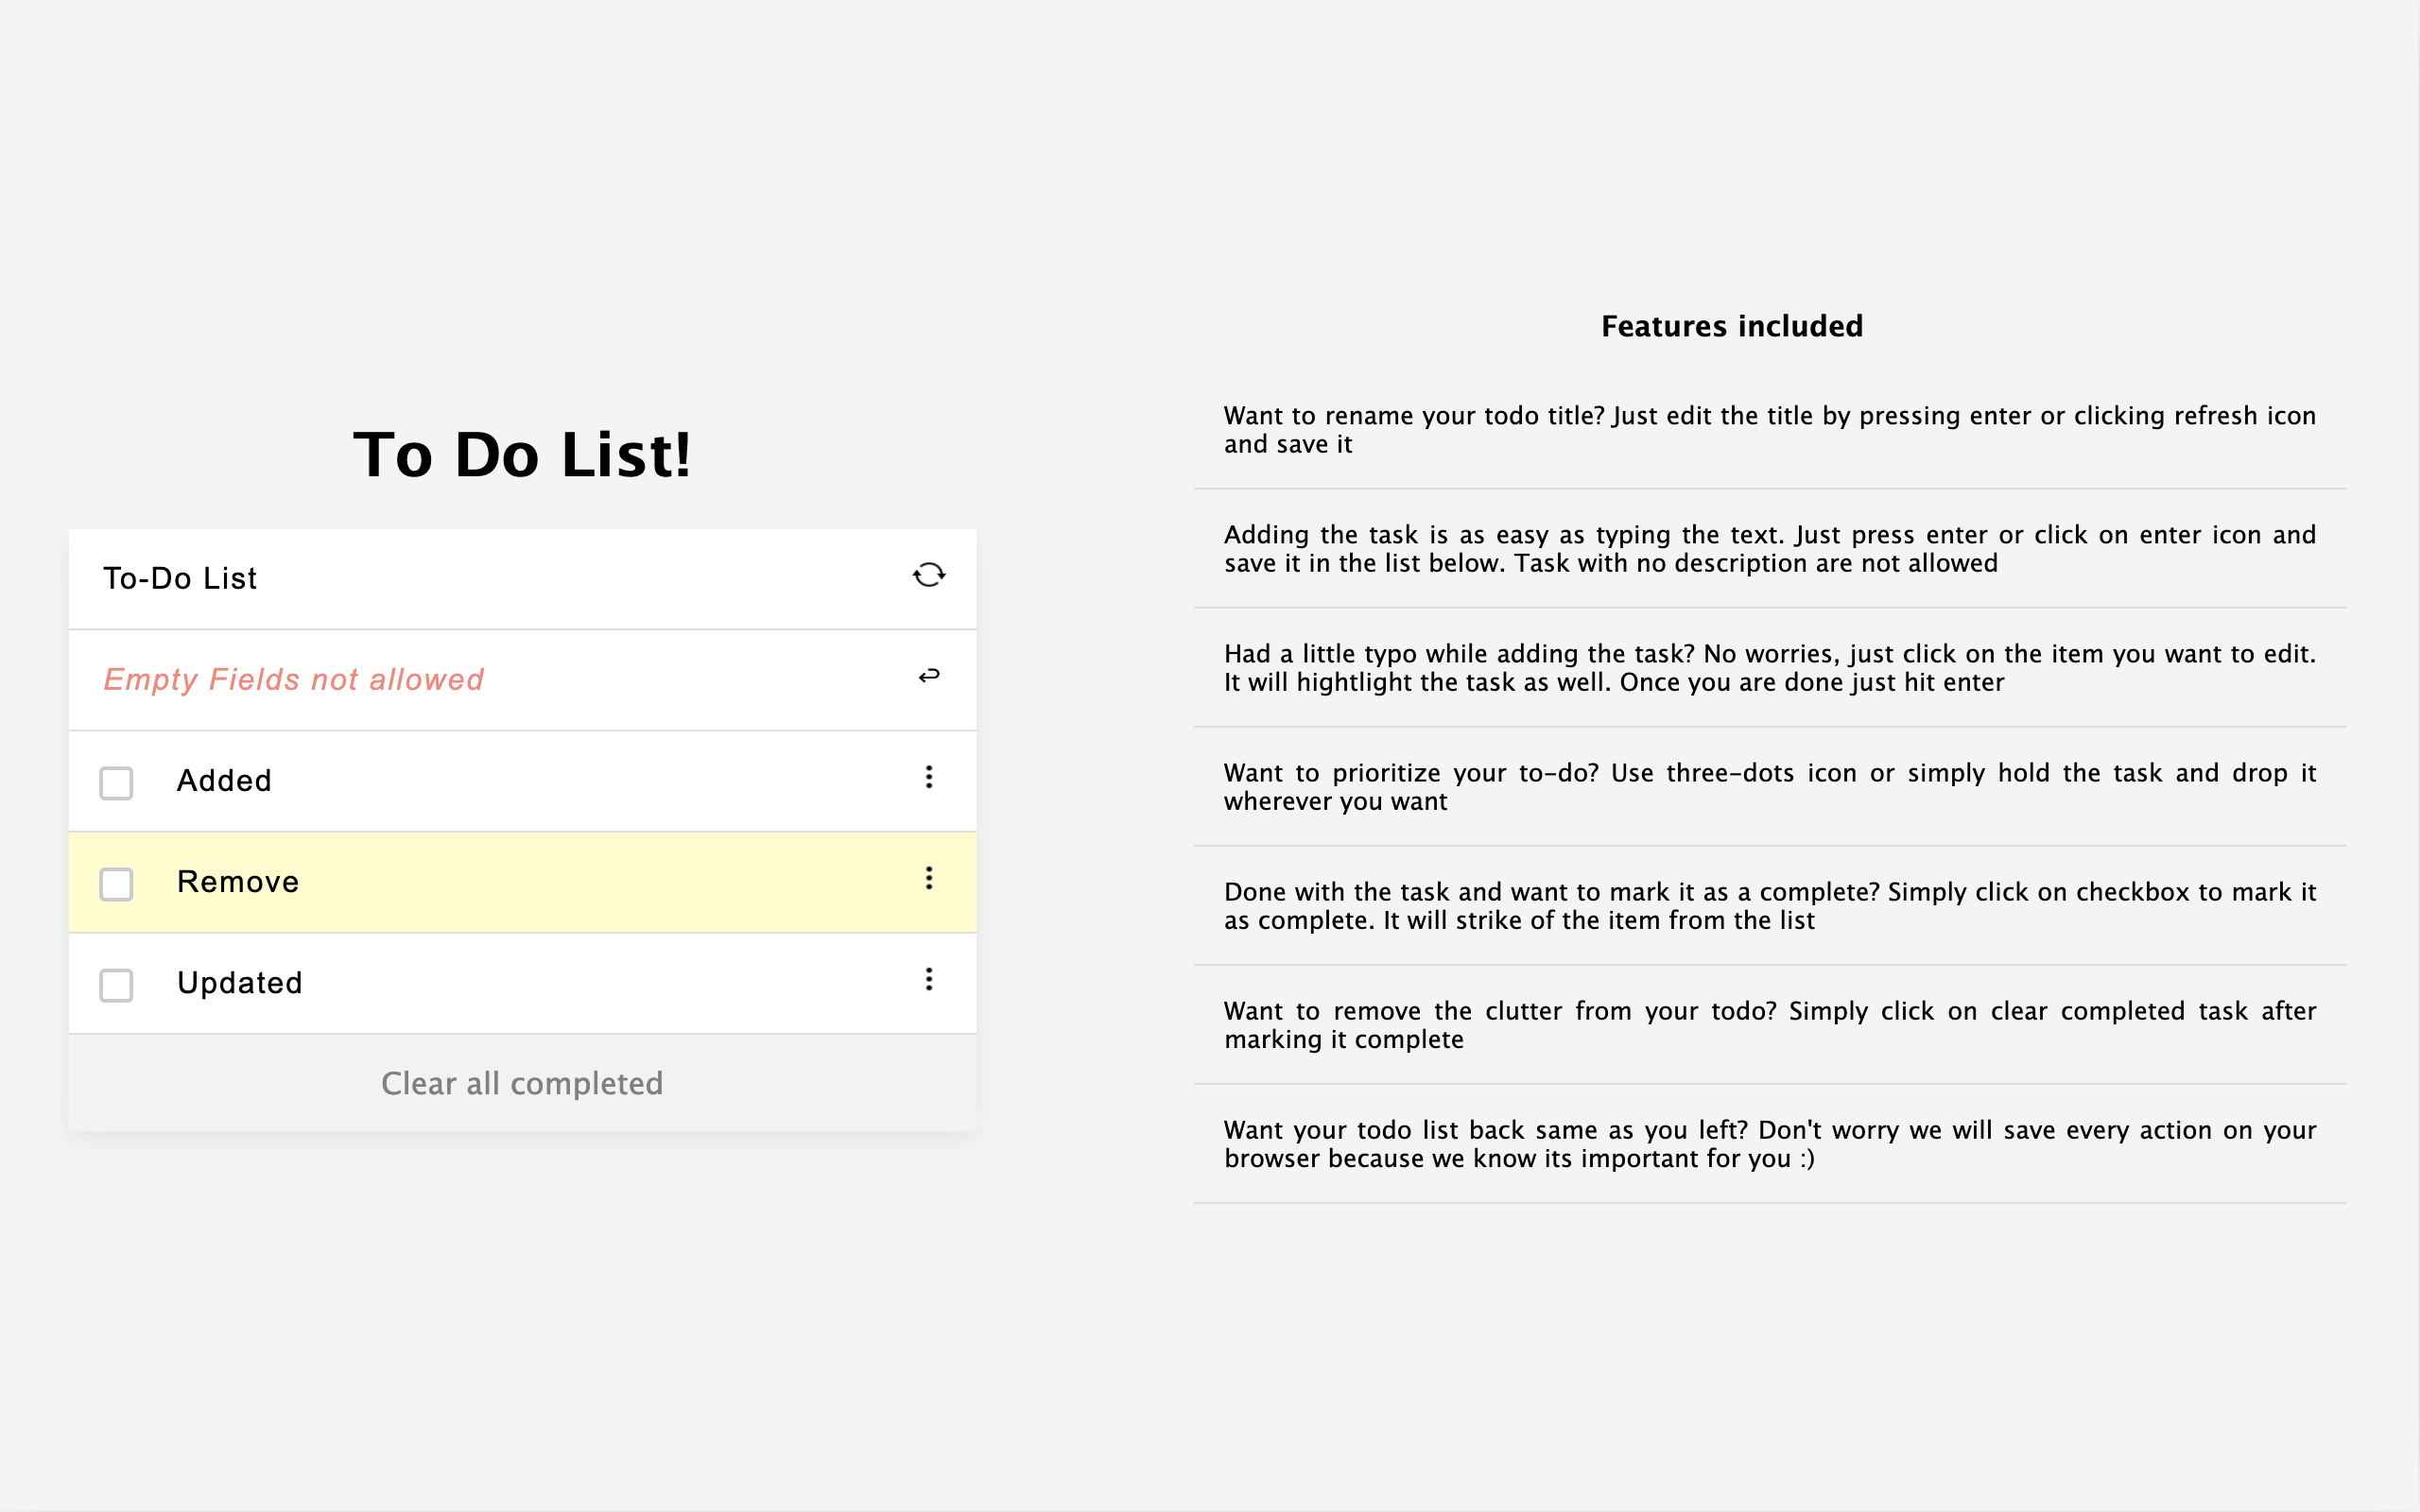 To Do List!
To-Do List
Empty Fields not allowed
Added
Remove
Updated
Clear all completed
Features included
Want to rename your todo title? Just edit the title by pressing enter or clicking refresh icon
and save it
Adding the task is as easy as typing the text. Just press enter or click on enter icon and
save it in the list below. Task with no description are not allowed
Had a little typo while adding the task? No worries, just click on the item you want to edit.
It will hightlight the task as well. Once you are done just hit enter
Want to prioritize your to-do? Use three-dots icon or simply hold the task and drop it
wherever you want
Done with the task and want to mark it as a complete? Simply click on checkbox to mark it
as complete. It will strike of the item from the list
Want to remove the clutter from your todo? Simply click on clear completed task after
marking it complete
Want your todo list back same as you left? Don't worry we will save every action on your
browser because we know its important for you :)